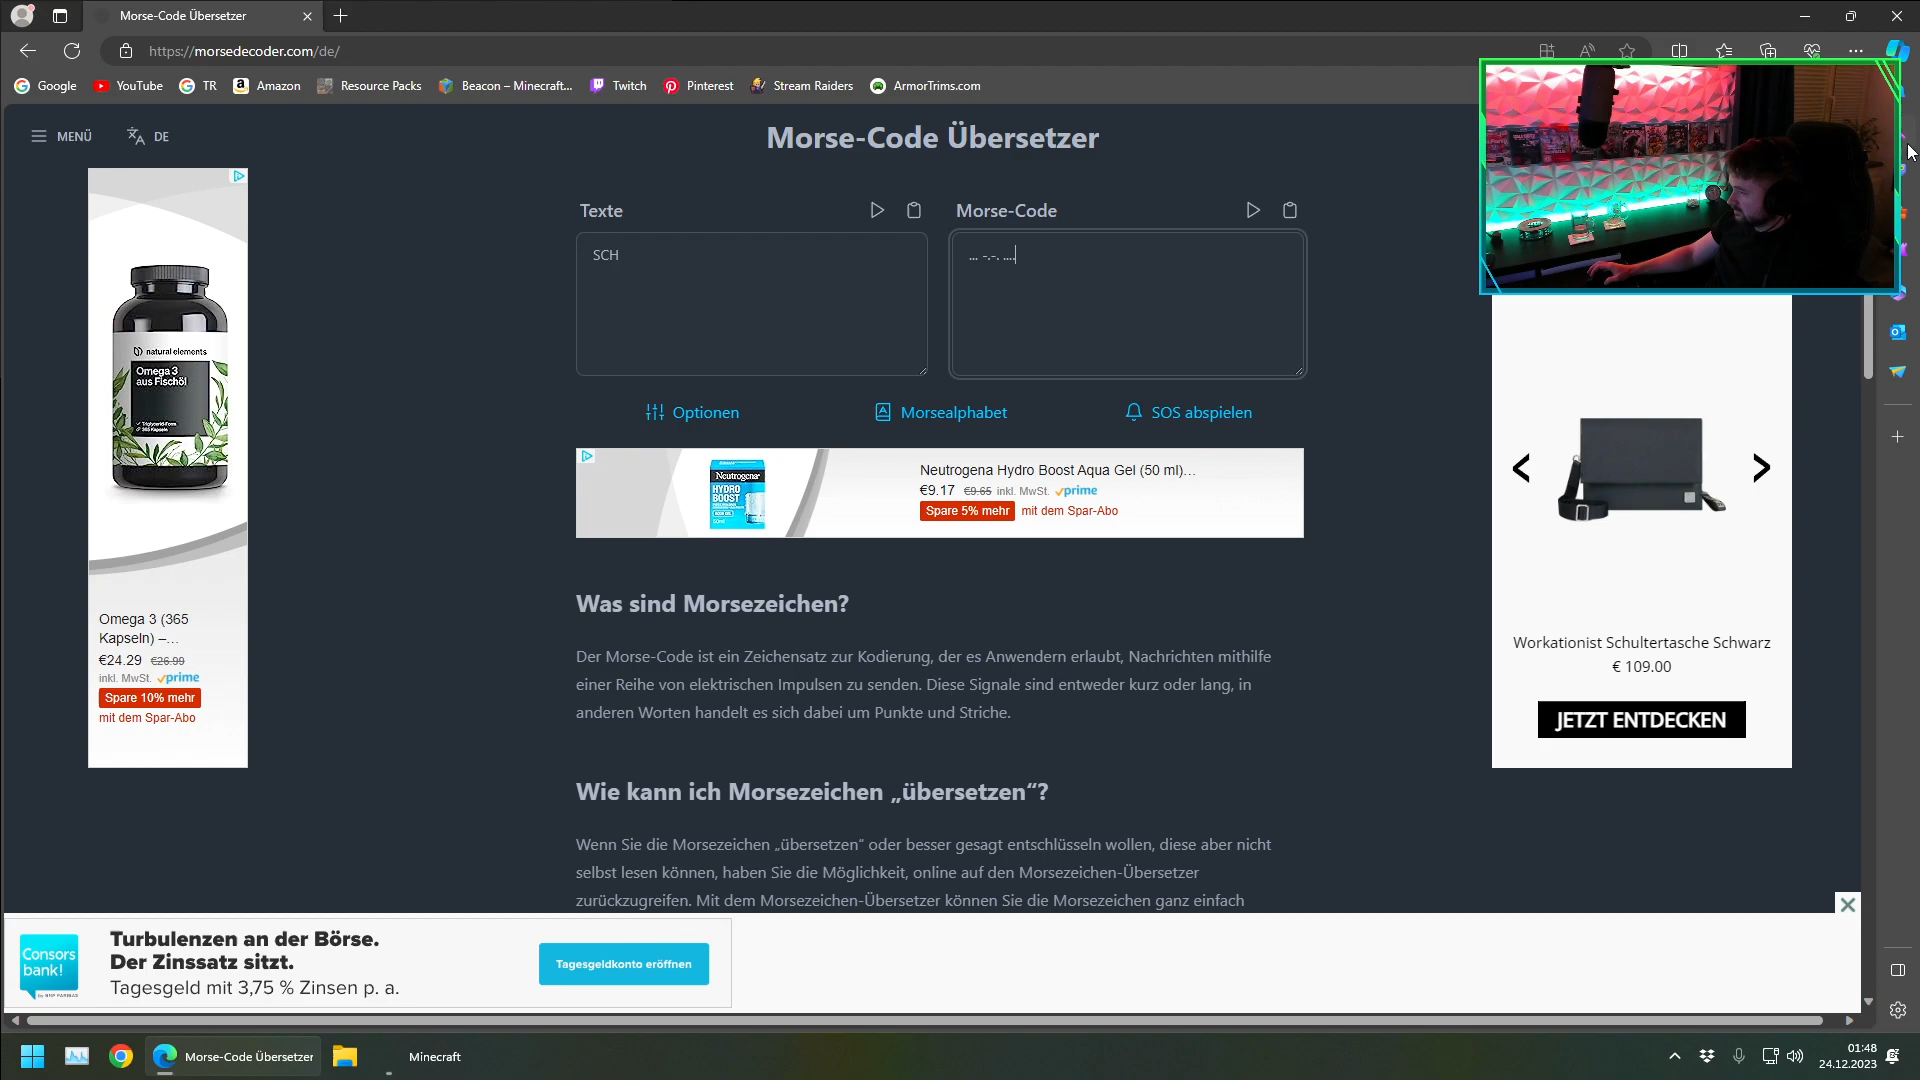 Morse-Code Übersetzer
https://morsedecoder.com/de/
Google
YouTube
TR
Amazon
Resource Packs
Beacon – Minecraft...
Twitch
Pinterest
Stream Raiders
ArmorTrims.com
MENÜ
DE
Morse-Code Übersetzer
Texte
Morse-Code
SCH
... -.-. ....
Optionen
Morsealphabet
SOS abspielen
natural elements
Omega 3
aus Fischöl
Triglycerid-Form
365 Kapseln
Omega 3 (365
Kapseln) –...
€24.29 €26.99
inkl. MwSt. prime
Spare 10% mehr
mit dem Spar-Abo
Neutrogena
HYDRO
BOOST
Neutrogena Hydro Boost Aqua Gel (50 ml)...
€9.17 €9.65 inkl. MwSt. prime
Spare 5% mehr mit dem Spar-Abo
Was sind Morsezeichen?
Der Morse-Code ist ein Zeichensatz zur Kodierung, der es Anwendern erlaubt, Nachrichten mithilfe
einer Reihe von elektrischen Impulsen zu senden. Diese Signale sind entweder kurz oder lang, in
anderen Worten handelt es sich dabei um Punkte und Striche.
Wie kann ich Morsezeichen „übersetzen“?
Wenn Sie die Morsezeichen „übersetzen“ oder besser gesagt entschlüsseln wollen, diese aber nicht
selbst lesen können, haben Sie die Möglichkeit, online auf den Morsezeichen-Übersetzer
zurückzugreifen. Mit dem Morsezeichen-Übersetzer können Sie die Morsezeichen ganz einfach
Workationist Schultertasche Schwarz
€ 109.00
JETZT ENTDECKEN
Consors
bank!
by BNP PARIBAS
Turbulenzen an der Börse.
Der Zinssatz sitzt.
Tagesgeld mit 3,75 % Zinsen p. a.
Tagesgeldkonto eröffnen
Morse-Code Übersetzer
Minecraft
01:48
24.12.2023